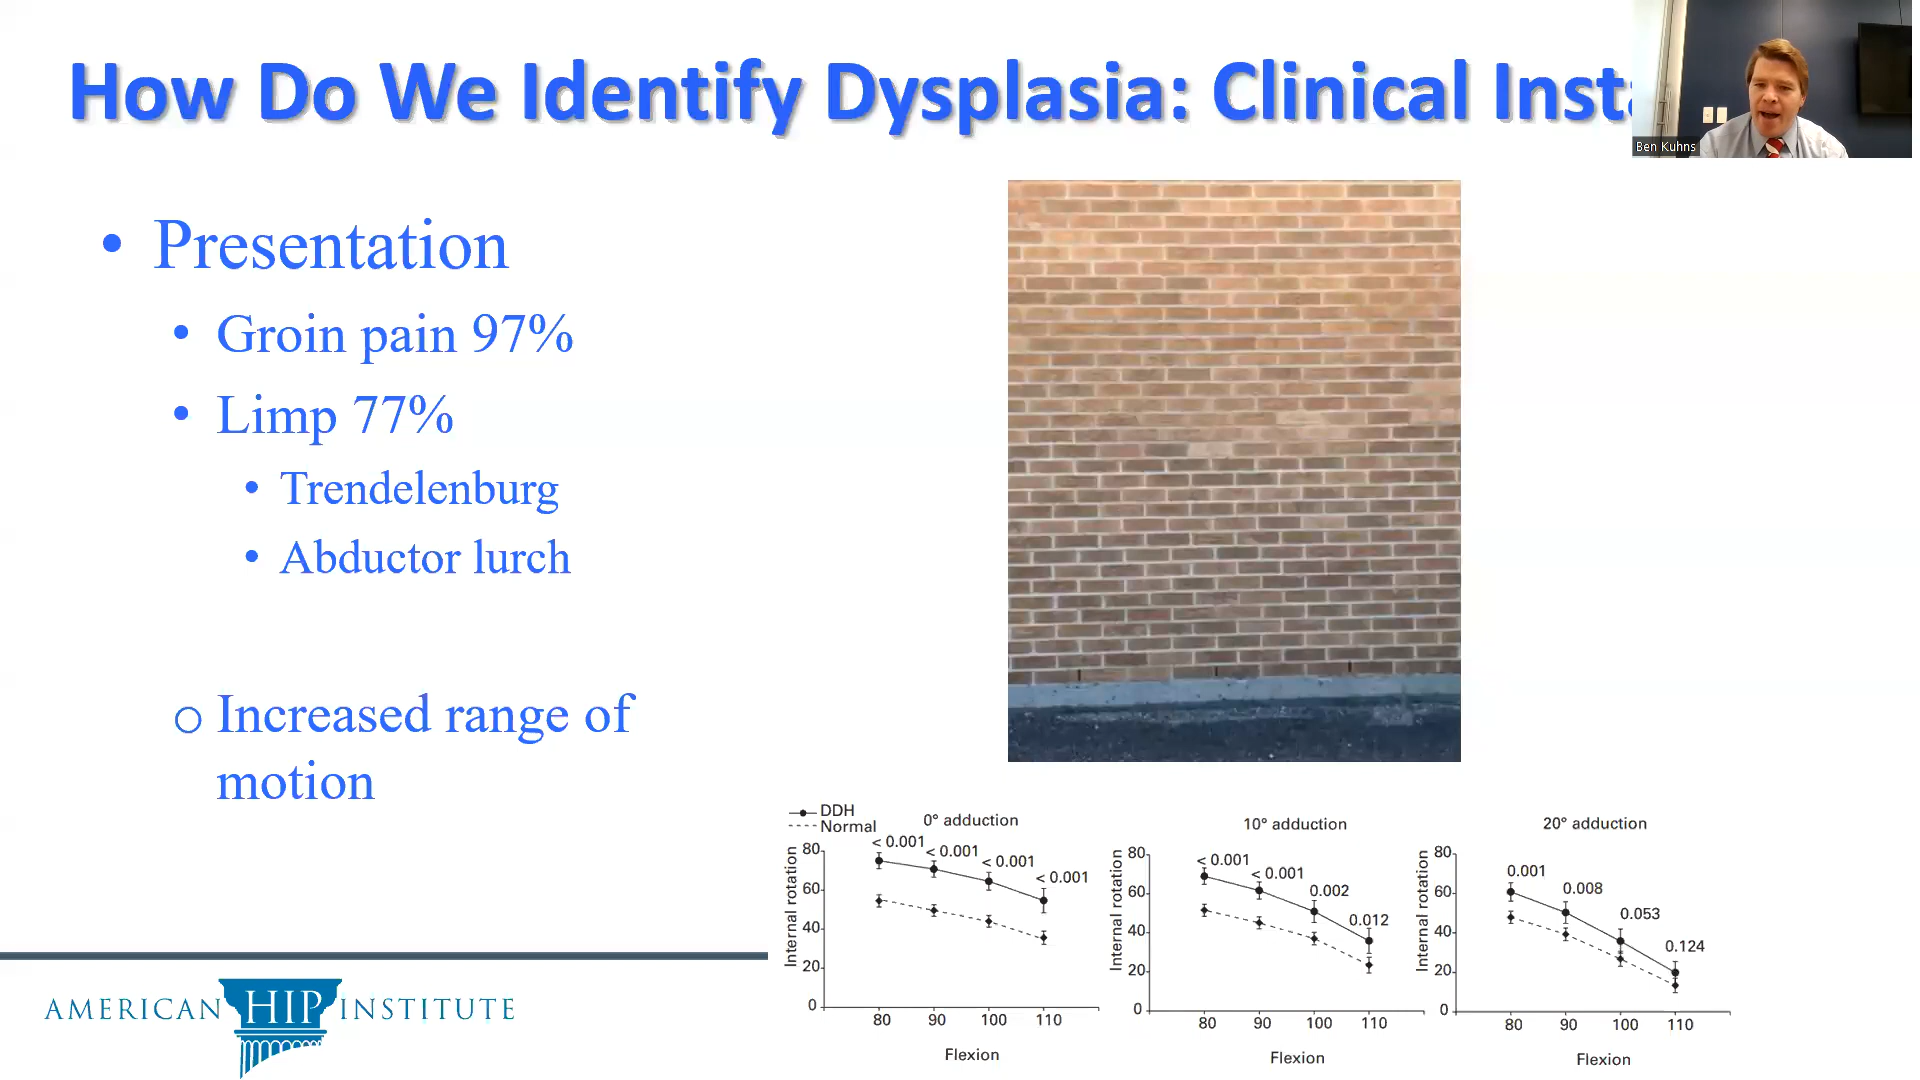 How Do We Identify Dysplasia: Clinical Inst
Ben Kuhns
• Presentation
• Groin pain 97%
• Limp 77%
• Trendelenburg
• Abductor lurch
o Increased range of
motion
AMERICAN HIP INSTITUTE
DDH
Normal
0° adduction
< 0.001
< 0.001
< 0.001
< 0.001
Internal rotation
80
60
40
20
0
80 90 100 110
Flexion
10° adduction
< 0.001
< 0.001
0.002
0.012
Internal rotation
80
60
40
20
0
80 90 100 110
Flexion
20° adduction
0.001
0.008
0.053
0.124
Internal rotation
80
60
40
20
0
80 90 100 110
Flexion